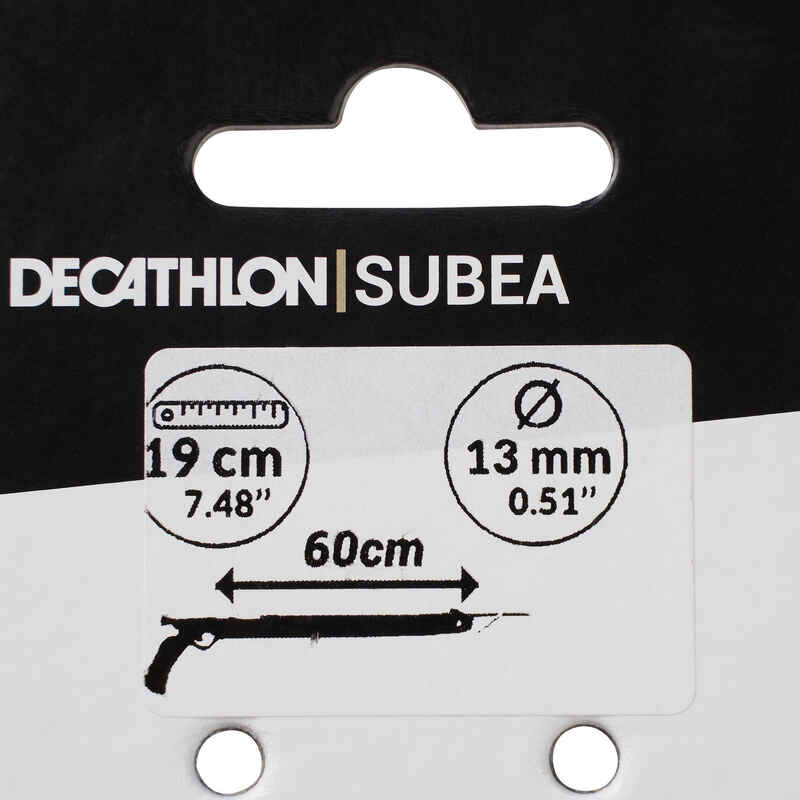 DECATHLON | SUBEA
19 cm
7.48”
Ø
13 mm
0.51”
60cm